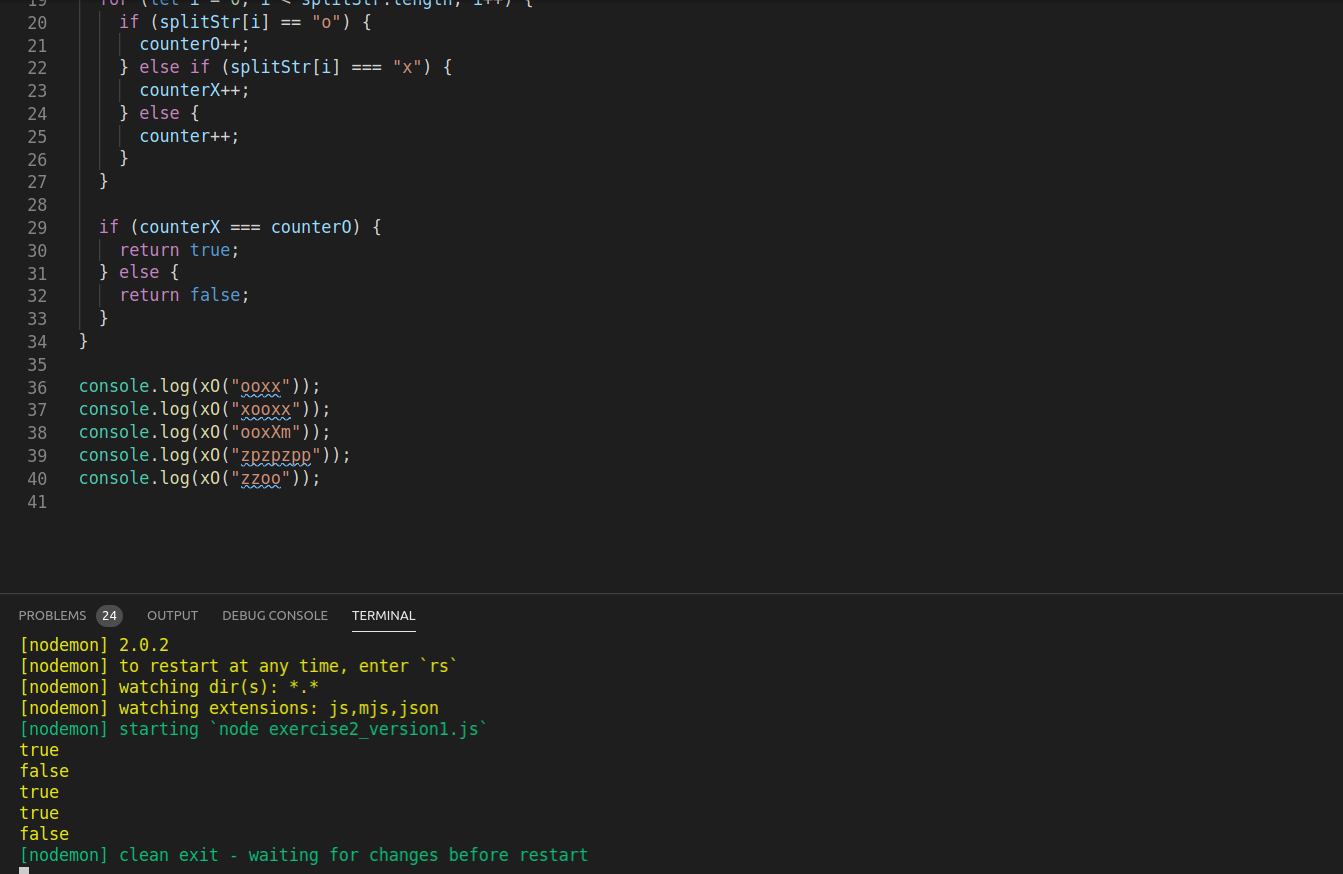 19 for (let i = 0; i < splitStr.length; i++) {
20 if (splitStr[i] == "o") {
21 counterO++;
22 } else if (splitStr[i] === "x") {
23 counterX++;
24 } else {
25 counter++;
26 }
27 }
28
29 if (counterX === counterO) {
30 return true;
31 } else {
32 return false;
33 }
34 }
35
36 console.log(xO("ooxx"));
37 console.log(xO("xooxx"));
38 console.log(xO("ooxXm"));
39 console.log(xO("zpzpzpp"));
40 console.log(xO("zzoo"));
41
PROBLEMS 24 OUTPUT DEBUG CONSOLE TERMINAL
[nodemon] 2.0.2
[nodemon] to restart at any time, enter `rs`
[nodemon] watching dir(s): *.*
[nodemon] watching extensions: js,mjs,json
[nodemon] starting `node exercise2_version1.js`
true
false
true
true
false
[nodemon] clean exit - waiting for changes before restart